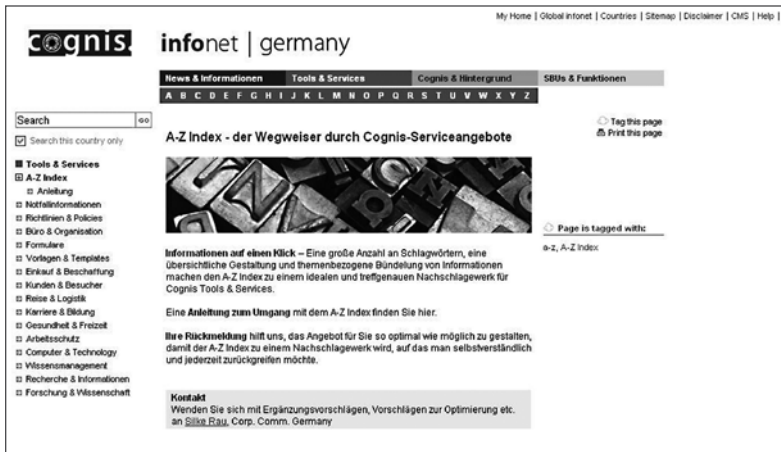 My Home | Global infonet | Countries | Sitemap | Disclaimer | CMS | Help |
cognis
infonet | germany
News & Informationen Tools & Services Cognis & Hintergrund SBUs & Funktionen
A B C D E F G H I J K L M N O P Q R S T U V W X Y Z
Search GO
Search this country only
Tools & Services
A-Z Index
Anleitung
Notfallinformationen
Richtlinien & Policies
Büro & Organisation
Formulare
Vorlagen & Templates
Einkauf & Beschaffung
Kunden & Besucher
Reise & Logistik
Karriere & Bildung
Gesundheit & Freizeit
Arbeitsschutz
Computer & Technology
Wissensmanagement
Recherche & Informationen
Forschung & Wissenschaft
A-Z Index - der Wegweiser durch Cognis-Serviceangebote
Informationen auf einen Klick – Eine große Anzahl an Schlagwörtern, eine
übersichtliche Gestaltung und themenbezogene Bündelung von Informationen
machen den A-Z Index zu einem idealen und treffgenauen Nachschlagewerk für
Cognis Tools & Services.
Eine Anleitung zum Umgang mit dem A-Z Index finden Sie hier.
Ihre Rückmeldung hilft uns, das Angebot für Sie so optimal wie möglich zu gestalten,
damit der A-Z Index zu einem Nachschlagewerk wird, auf das man selbstverständlich
und jederzeit zurückgreifen möchte.
Kontakt
Wenden Sie sich mit Ergänzungsvorschlägen, Vorschlägen zur Optimierung etc.
an Silke Rau, Corp. Comm. Germany
Tag this page
Print this page
Page is tagged with:
a-z, A-Z Index